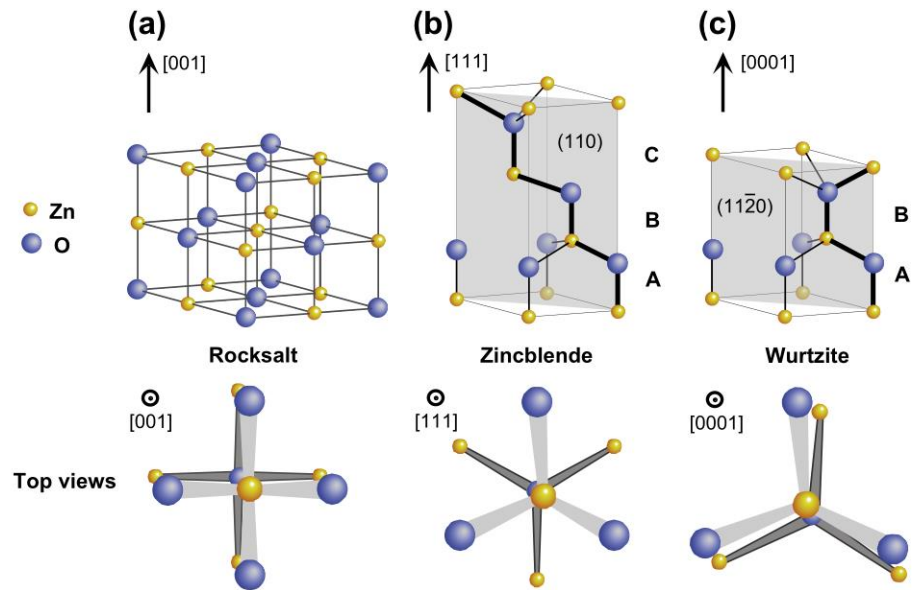 (a)
[001]
Zn
O
Rocksalt
(b)
[111]
(110)
C
B
A
Zincblende
(c)
[0001]
(112̅0)
B
A
Wurtzite
Top views
[001]
[111]
[0001]